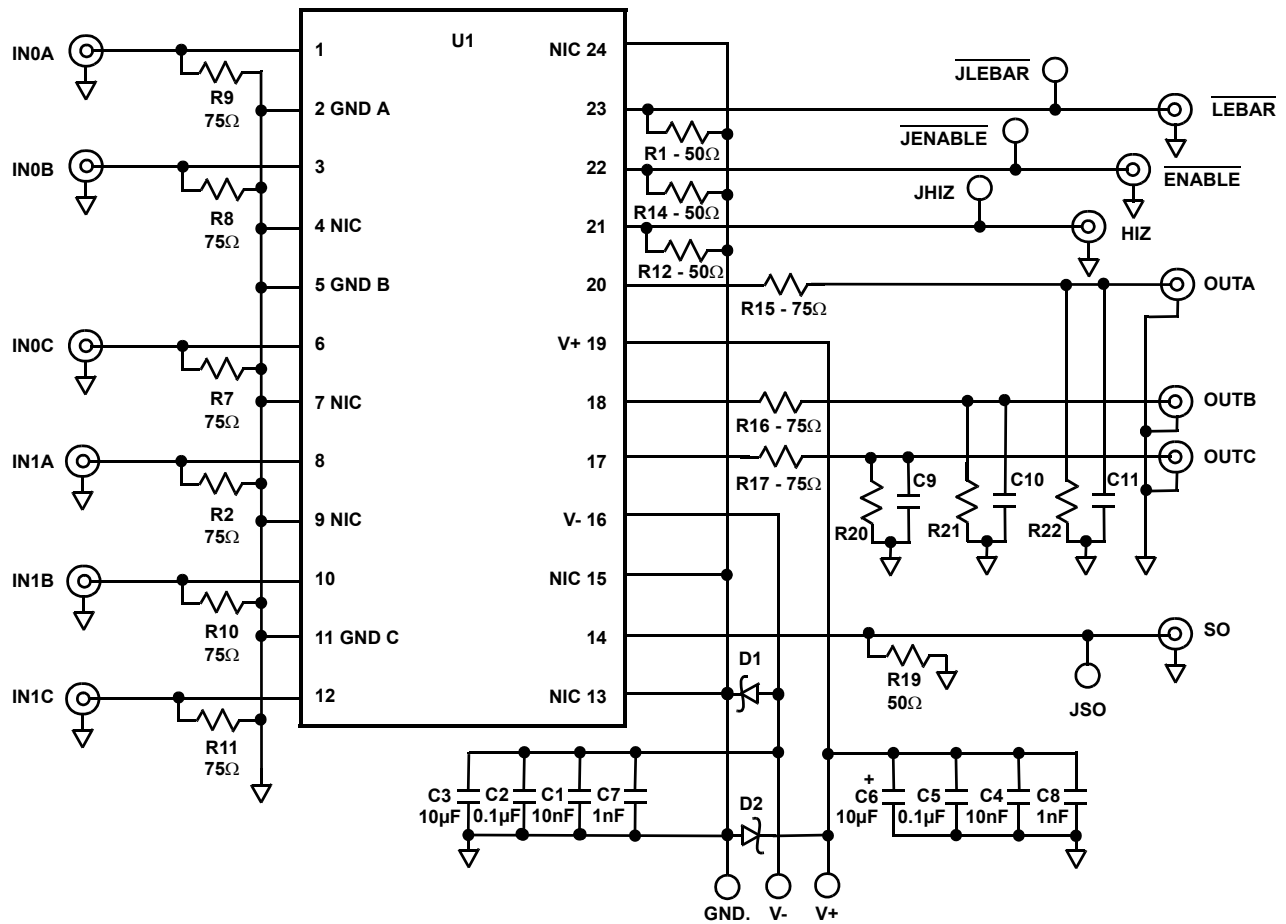 IN0A
R9
75Ω
IN0B
R8
75Ω
IN0C
R7
75Ω
IN1A
R2
75Ω
IN1B
R10
75Ω
IN1C
R11
75Ω
U1
1
2 GND A
3
4 NIC
5 GND B
6
7 NIC
8
9 NIC
10
11 GND C
12
NIC 24
23
22
21
20
V+ 19
18
17
V- 16
NIC 15
14
NIC 13
JLEBAR
LEBAR
R1 - 50Ω
JENABLE
ENABLE
R14 - 50Ω
JHIZ
HIZ
R12 - 50Ω
OUTA
R15 - 75Ω
OUTB
R16 - 75Ω
OUTC
R17 - 75Ω
C9
C10
C11
R20
R21
R22
SO
R19
50Ω
JSO
D1
C3
10µF
C2
0.1µF
C1
10nF
C7
1nF
D2
+
C6
10µF
C5
0.1µF
C4
10nF
C8
1nF
GND.
V-
V+